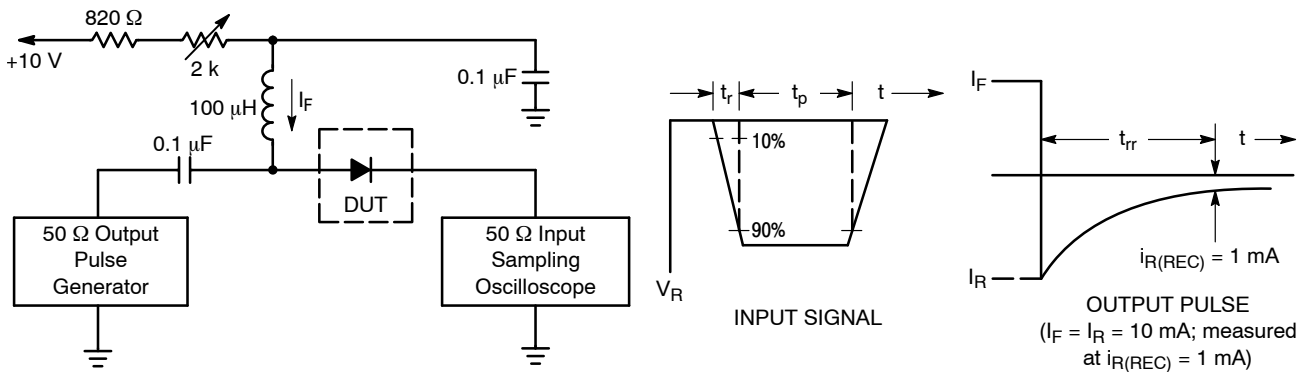 820 Ω
+10 V
2 k
100 μH
I_F
0.1 μF
0.1 μF
DUT
50 Ω Output
Pulse
Generator
50 Ω Input
Sampling
Oscilloscope
t_r
t_p
t
10%
90%
V_R
INPUT SIGNAL
I_F
t_rr
t
I_R
i_R(REC) = 1 mA
OUTPUT PULSE
(I_F = I_R = 10 mA; measured
at i_R(REC) = 1 mA)